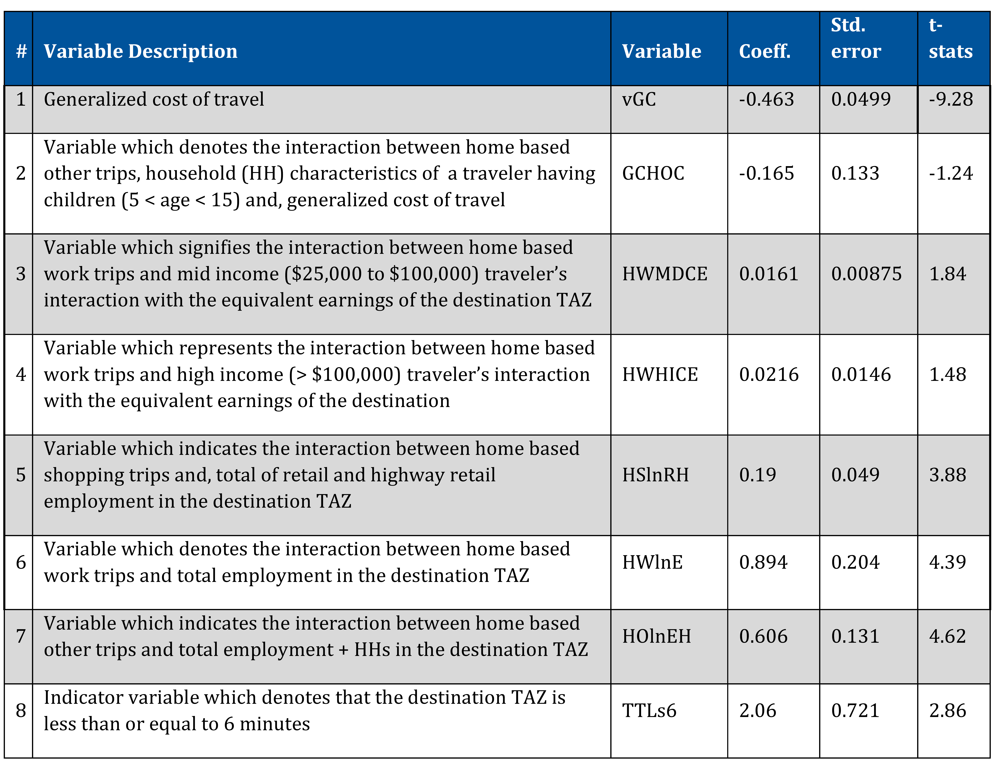 # Variable Description Variable Coeff. Std. error t-stats
1 Generalized cost of travel vGC -0.463 0.0499 -9.28
Variable which denotes the interaction between home based
2 other trips, household (HH) characteristics of a traveler having GCHOC -0.165 0.133 -1.24
children (5 < age < 15) and, generalized cost of travel
Variable which signifies the interaction between home based
3 work trips and mid income ($25,000 to $100,000) traveler’s HWMDCE 0.0161 0.00875 1.84
interaction with the equivalent earnings of the destination TAZ
Variable which represents the interaction between home based
4 work trips and high income (> $100,000) traveler’s interaction HWHICE 0.0216 0.0146 1.48
with the equivalent earnings of the destination
Variable which indicates the interaction between home based
5 shopping trips and, total of retail and highway retail HSlnRH 0.19 0.049 3.88
employment in the destination TAZ
Variable which denotes the interaction between home based
6 work trips and total employment in the destination TAZ HWlnE 0.894 0.204 4.39
Variable which indicates the interaction between home based
7 other trips and total employment + HHs in the destination TAZ HOlnEH 0.606 0.131 4.62
Indicator variable which denotes that the destination TAZ is
8 less than or equal to 6 minutes TTLs6 2.06 0.721 2.86